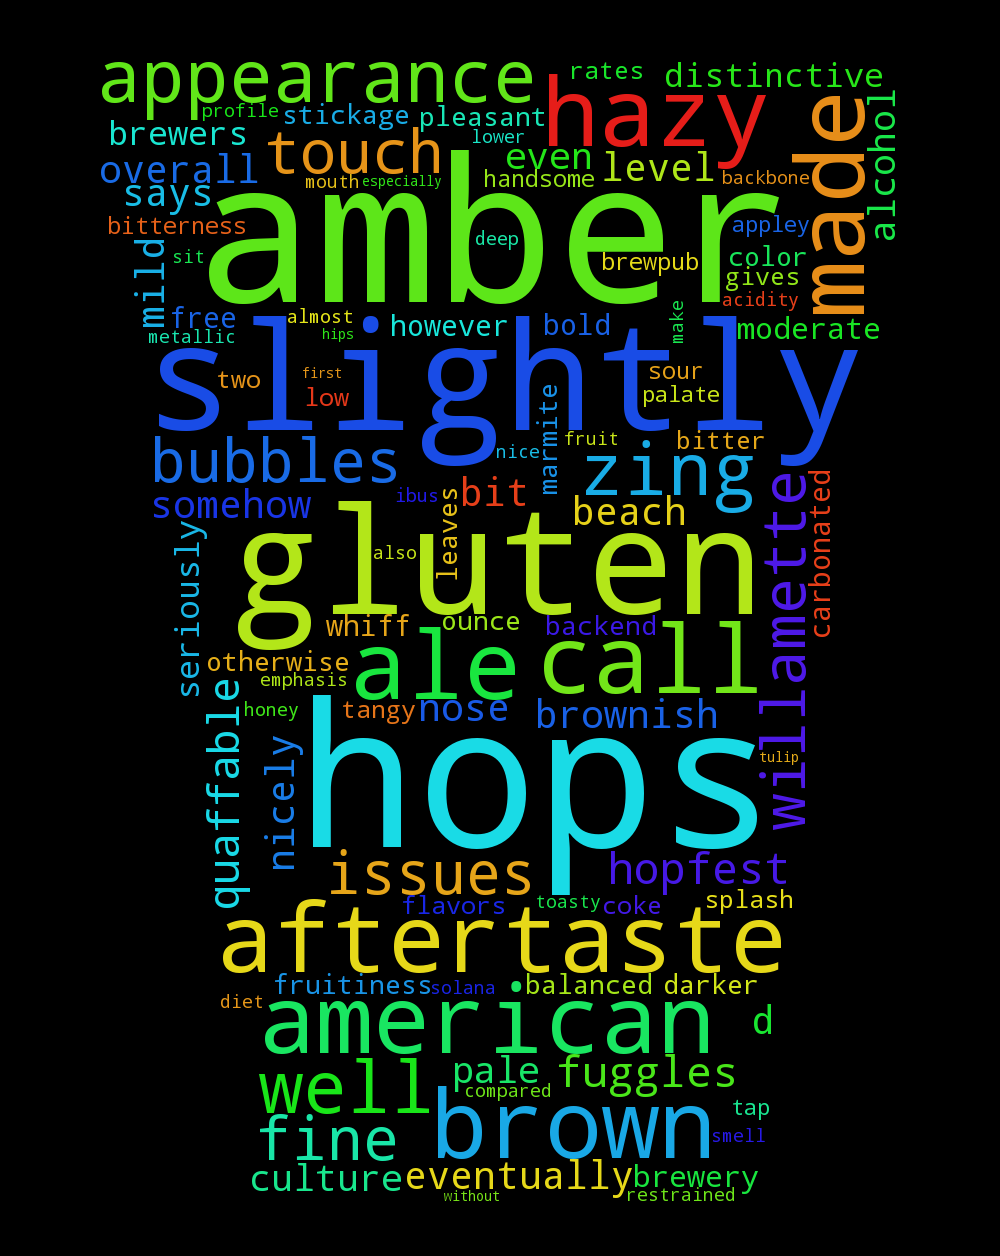 appearance
rates
distinctive
hazy
made
profile
stickage
pleasant
alcohol
brewers
touch
lower
even
overall
level
mouth
especially
handsome
backbone
says
amber
bitterness
appley
deep
mild
sit
brewpub
color
gives
acidity
free
almost
however
bold
make
moderate
metallic
hips
slightly
two
first
low
sour
palate
marmite
fruit
bitter
bubbles
nice
zing
somehow
ibus
bit
beach
willamette
carbonated
leaves
gluten
seriously
also
whiff
ounce
backend
otherwise
ale
call
emphasis
quaffable
honey
tangy
nose
brownish
nicely
hops
tulip
issues
hopfest
flavors
toasty
coke
splash
aftertaste
fruitiness
solana
balanced
darker
diet
american
d
well
pale
fuggles
compared
brown
tap
fine
smell
culture
eventually
brewery
without
restrained